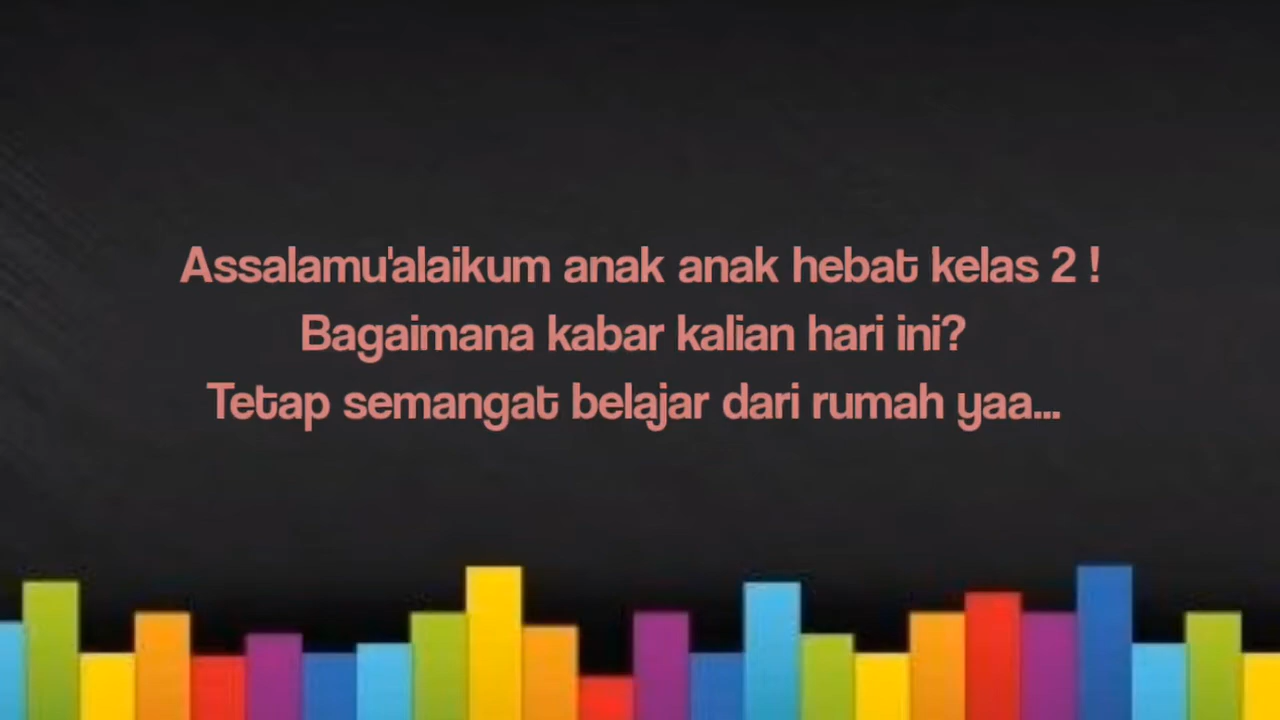 Assalamu'alaikum anak anak hebat kelas 2 !
Bagaimana kabar kalian hari ini?
Tetap semangat belajar dari rumah yaa...